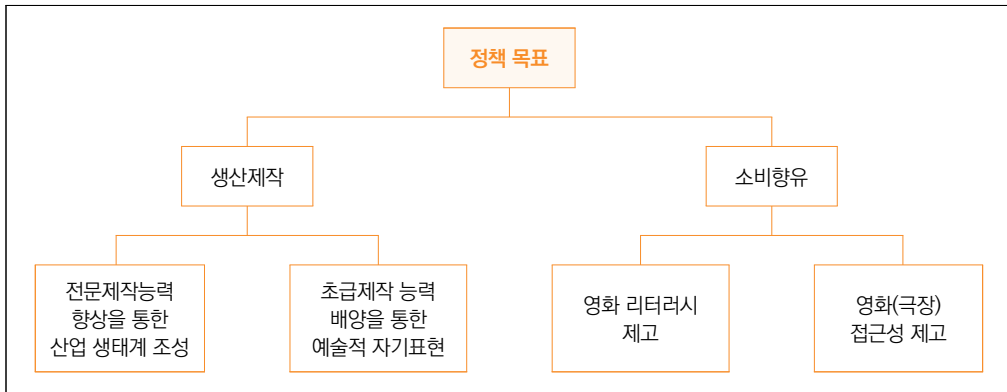 정책 목표
생산제작
소비향유
전문제작능력
향상을 통한
산업 생태계 조성
초급제작 능력
배양을 통한
예술적 자기표현
영화 리터러시
제고
영화(극장)
접근성 제고